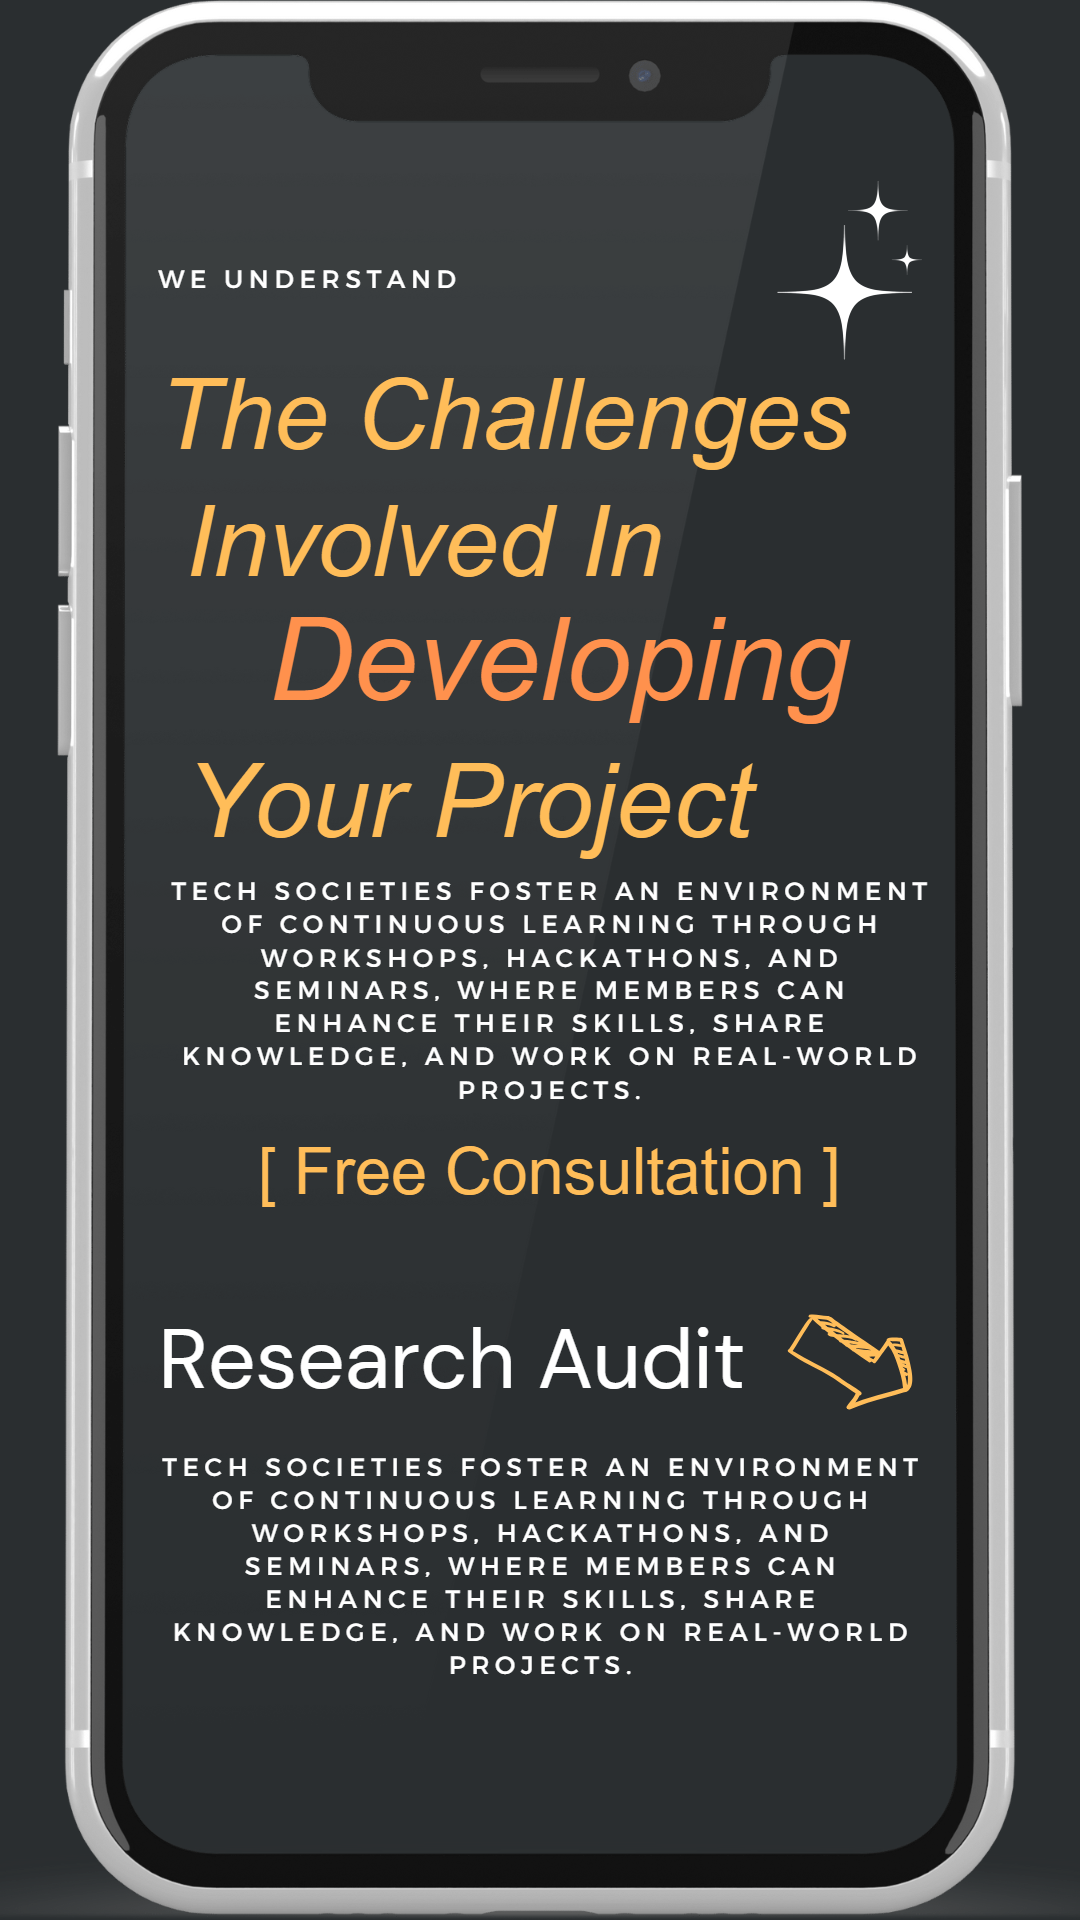 WE UNDERSTAND
The Challenges
Involved In
Developing
Your Project
TECH SOCIETIES FOSTER AN ENVIRONMENT
OF CONTINUOUS LEARNING THROUGH
WORKSHOPS, HACKATHONS, AND
SEMINARS, WHERE MEMBERS CAN
ENHANCE THEIR SKILLS, SHARE
KNOWLEDGE, AND WORK ON REAL-WORLD
PROJECTS.
[ Free Consultation ]
Research Audit
TECH SOCIETIES FOSTER AN ENVIRONMENT
OF CONTINUOUS LEARNING THROUGH
WORKSHOPS, HACKATHONS, AND
SEMINARS, WHERE MEMBERS CAN
ENHANCE THEIR SKILLS, SHARE
KNOWLEDGE, AND WORK ON REAL-WORLD
PROJECTS.